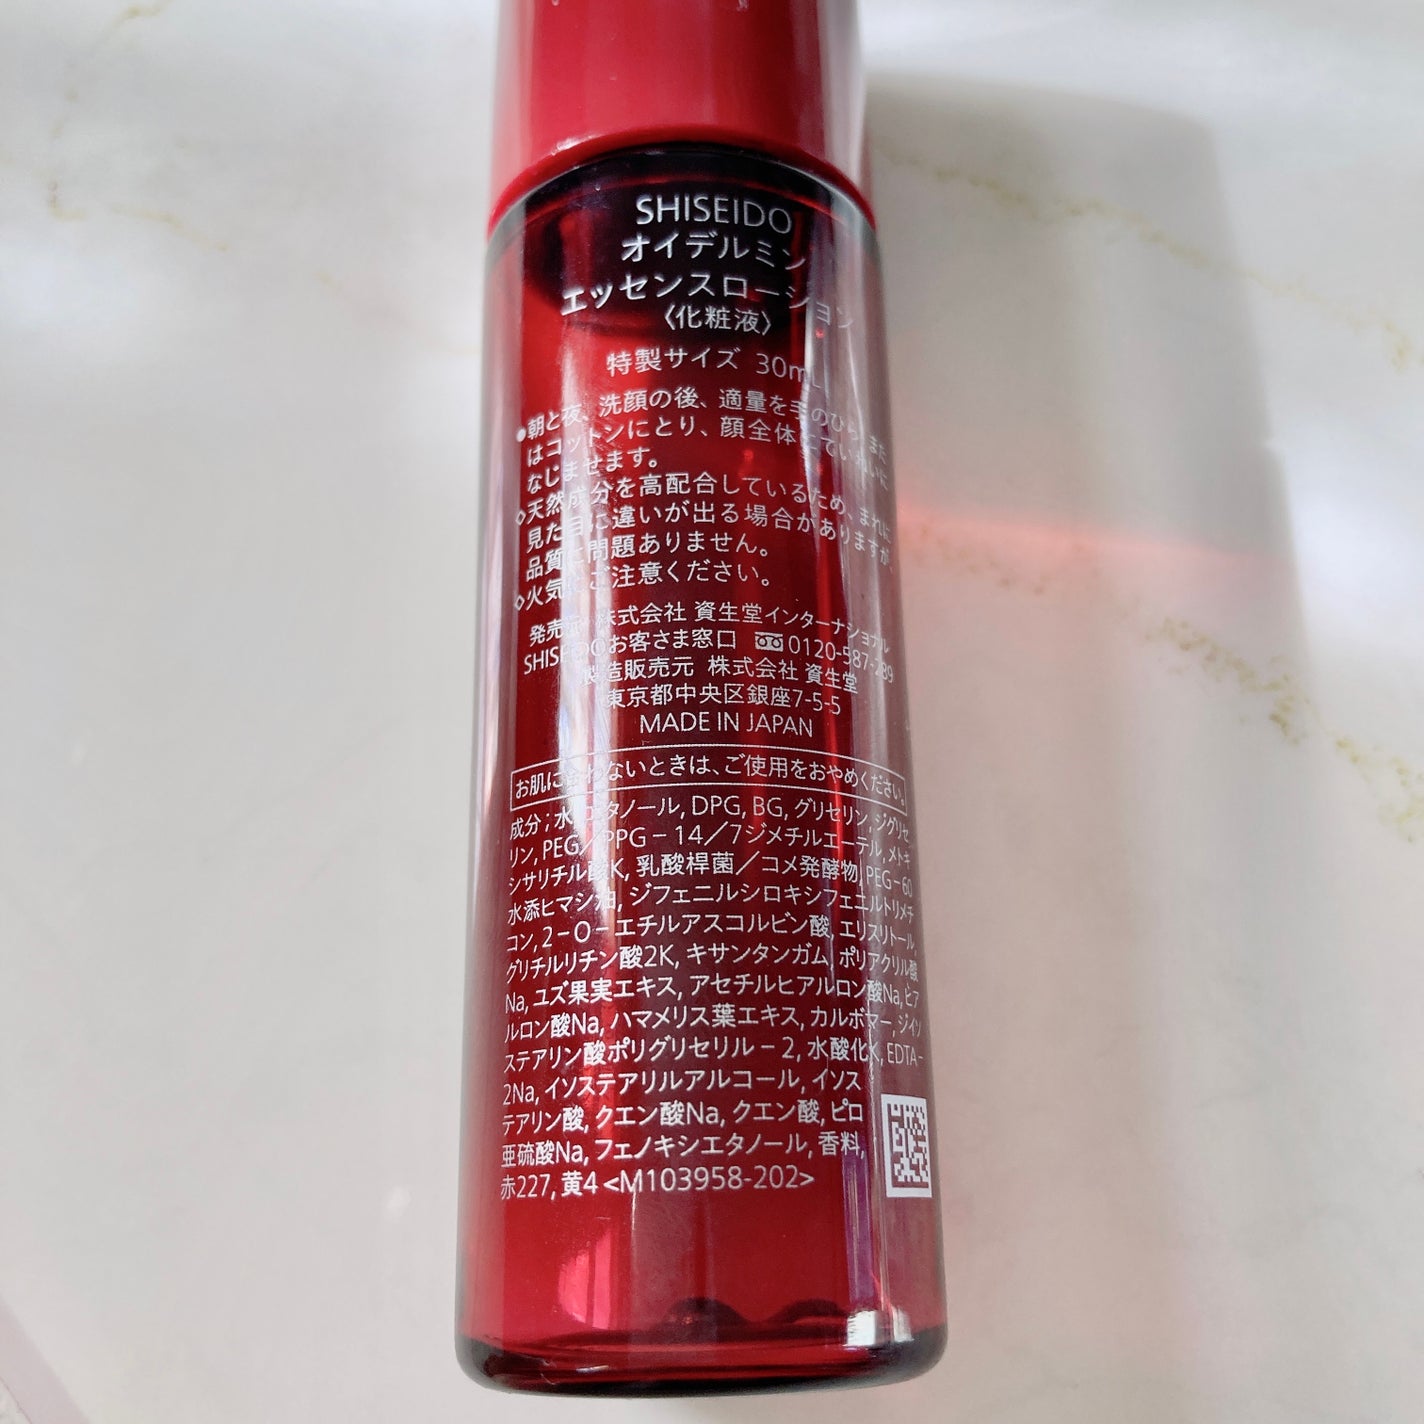 SHISEIDO
オイデルミン
エッセンスローション
〈化粧液〉
特製サイズ 30mL
●朝と夜、洗顔の後、適量を手のひら、また
はコットンにとり、顔全体にていねいに
なじませます。
◇天然成分を高配合しているため、まれに
見た目に違いが出る場合がありますが、
品質に問題ありません。
◇火気にご注意ください。
発売元 株式会社 資生堂インターナショナル
SHISEIDOお客さま窓口 0120-587-289
製造販売元 株式会社 資生堂
東京都中央区銀座7-5-5
MADE IN JAPAN
お肌に合わないときは、ご使用をおやめください。
成分 ; 水, エタノール, DPG, BG, グリセリン, ジグリセ
リン, PEG／PPG－14／7ジメチルエーテル, メトキ
シサリチル酸K, 乳酸桿菌／コメ発酵物, PEG－60
水添ヒマシ油, ジフェニルシロキシフェニルトリメチ
コン, 2－O－エチルアスコルビン酸, エリスリトール,
グリチルリチン酸2K, キサンタンガム, ポリアクリル酸
Na, ユズ果実エキス, アセチルヒアルロン酸Na, ヒア
ルロン酸Na, ハマメリス葉エキス, カルボマー, ジイソ
ステアリン酸ポリグリセリル－2, 水酸化K, EDTA－
2Na, イソステアリルアルコール, イソス
テアリン酸, クエン酸Na, クエン酸, ピロ
亜硫酸Na, フェノキシエタノール, 香料,
赤227, 黄4 <M103958-202>